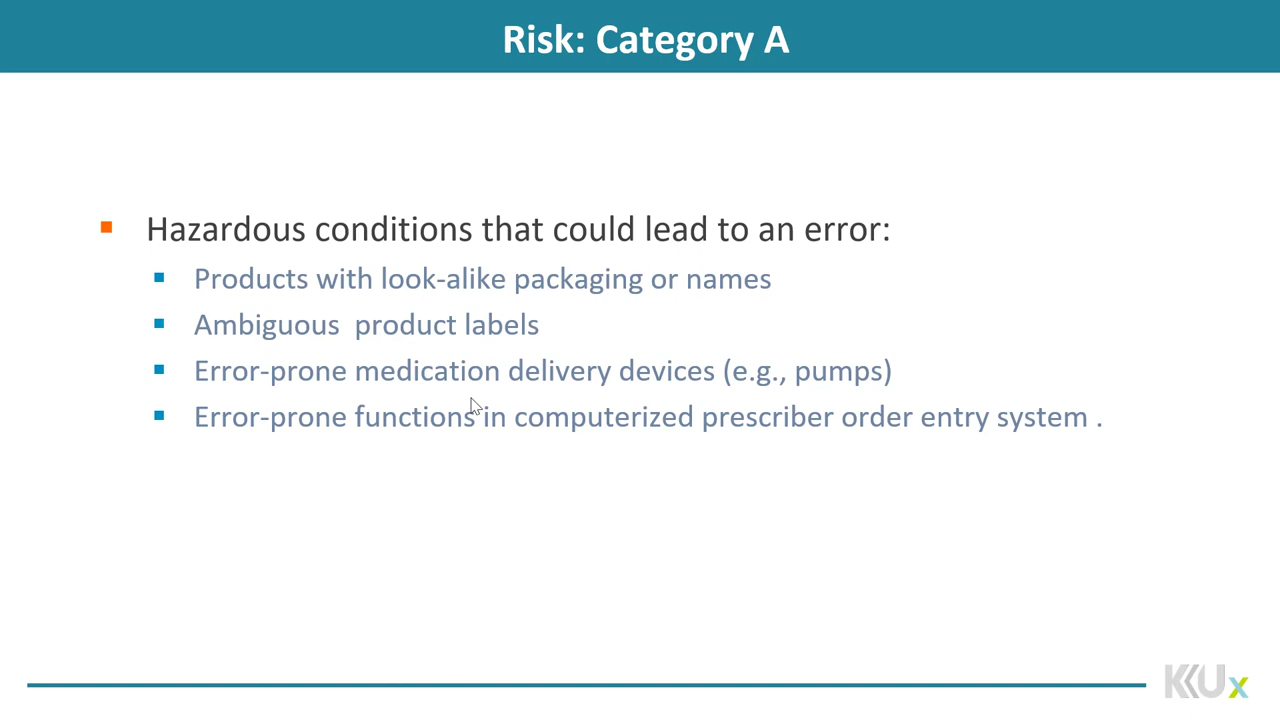 Risk: Category A
Hazardous conditions that could lead to an error:
Products with look-alike packaging or names
Ambiguous  product labels
Error-prone medication delivery devices (e.g., pumps)
Error-prone functions in computerized prescriber order entry system .
KKUx